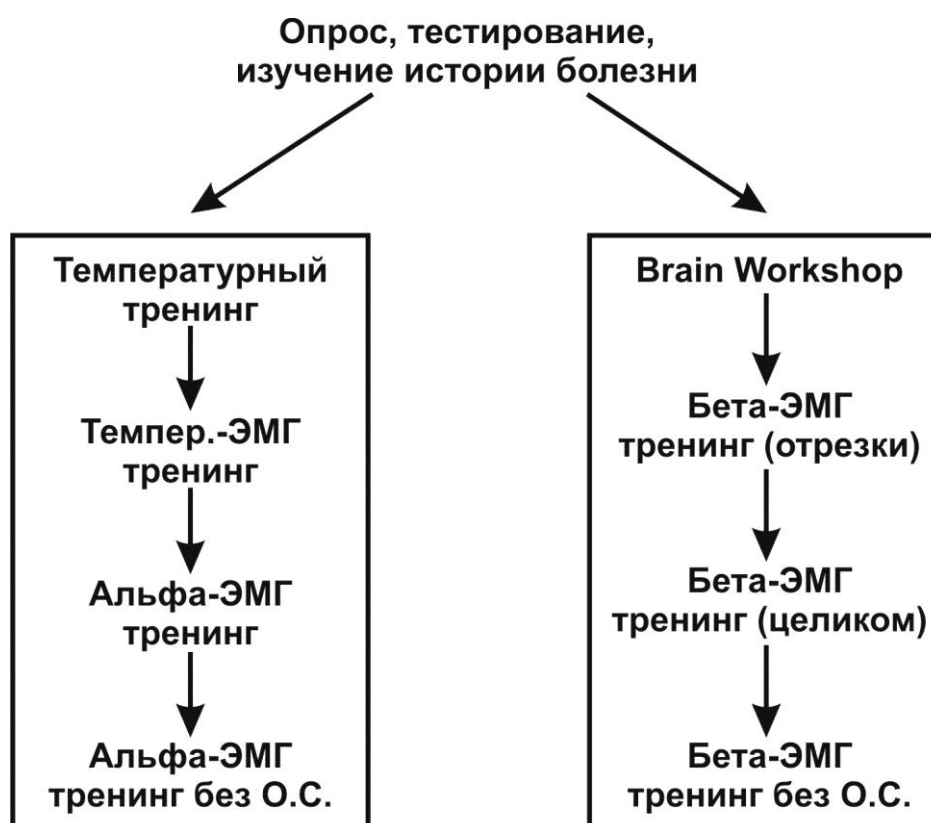 Опрос, тестирование,
изучение истории болезни
Температурный
тренинг
Темпер.-ЭМГ
тренинг
Альфа-ЭМГ
тренинг
Альфа-ЭМГ
тренинг без О.С.
Brain Workshop
Бета-ЭМГ
тренинг (отрезки)
Бета-ЭМГ
тренинг (целиком)
Бета-ЭМГ
тренинг без О.С.